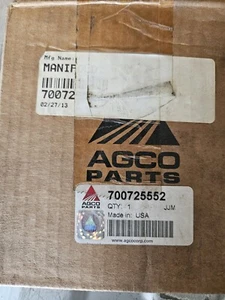 Mfg Name:
MANIF
70072
02/27/13
AGCO
PARTS
AGCO
PARTS
700725552
QTY: 1 JJM
Made in: USA
www.agcocorp.com